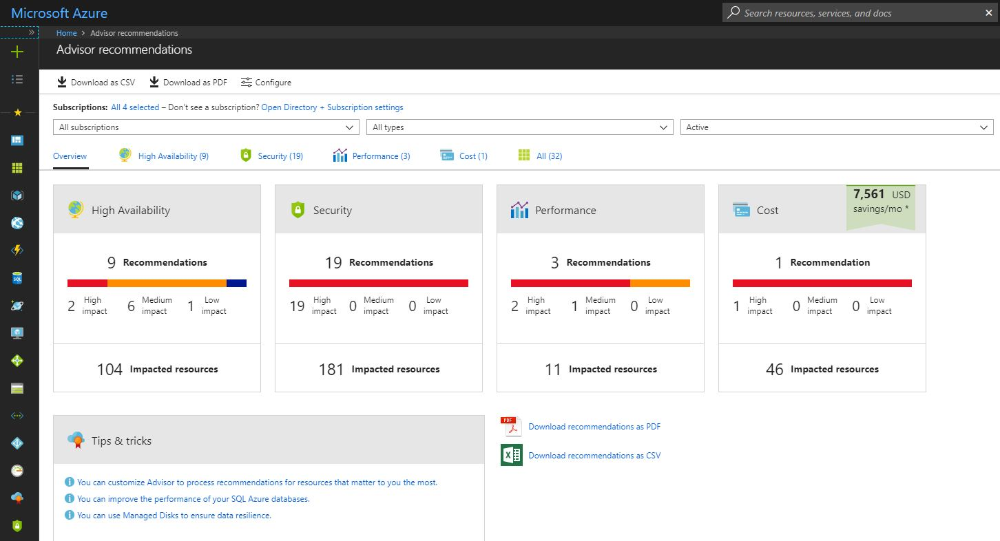 Microsoft Azure
Search resources, services, and docs
Home > Advisor recommendations
Advisor recommendations
Download as CSV
Download as PDF
Configure
Subscriptions: All 4 selected – Don't see a subscription? Open Directory + Subscription settings
All subscriptions
All types
Active
Overview
High Availability (9)
Security (19)
Performance (3)
Cost (1)
All (32)
High Availability
9 Recommendations
2 High impact
6 Medium impact
1 Low impact
104 Impacted resources
Security
19 Recommendations
19 High impact
0 Medium impact
0 Low impact
181 Impacted resources
Performance
3 Recommendations
2 High impact
1 Medium impact
0 Low impact
11 Impacted resources
Cost
7,561 USD
savings/mo *
1 Recommendation
1 High impact
0 Medium impact
0 Low impact
46 Impacted resources
Tips & tricks
You can customize Advisor to process recommendations for resources that matter to you the most.
You can improve the performance of your SQL Azure databases.
You can use Managed Disks to ensure data resilience.
PDF
Download recommendations as PDF
Download recommendations as CSV
SQL